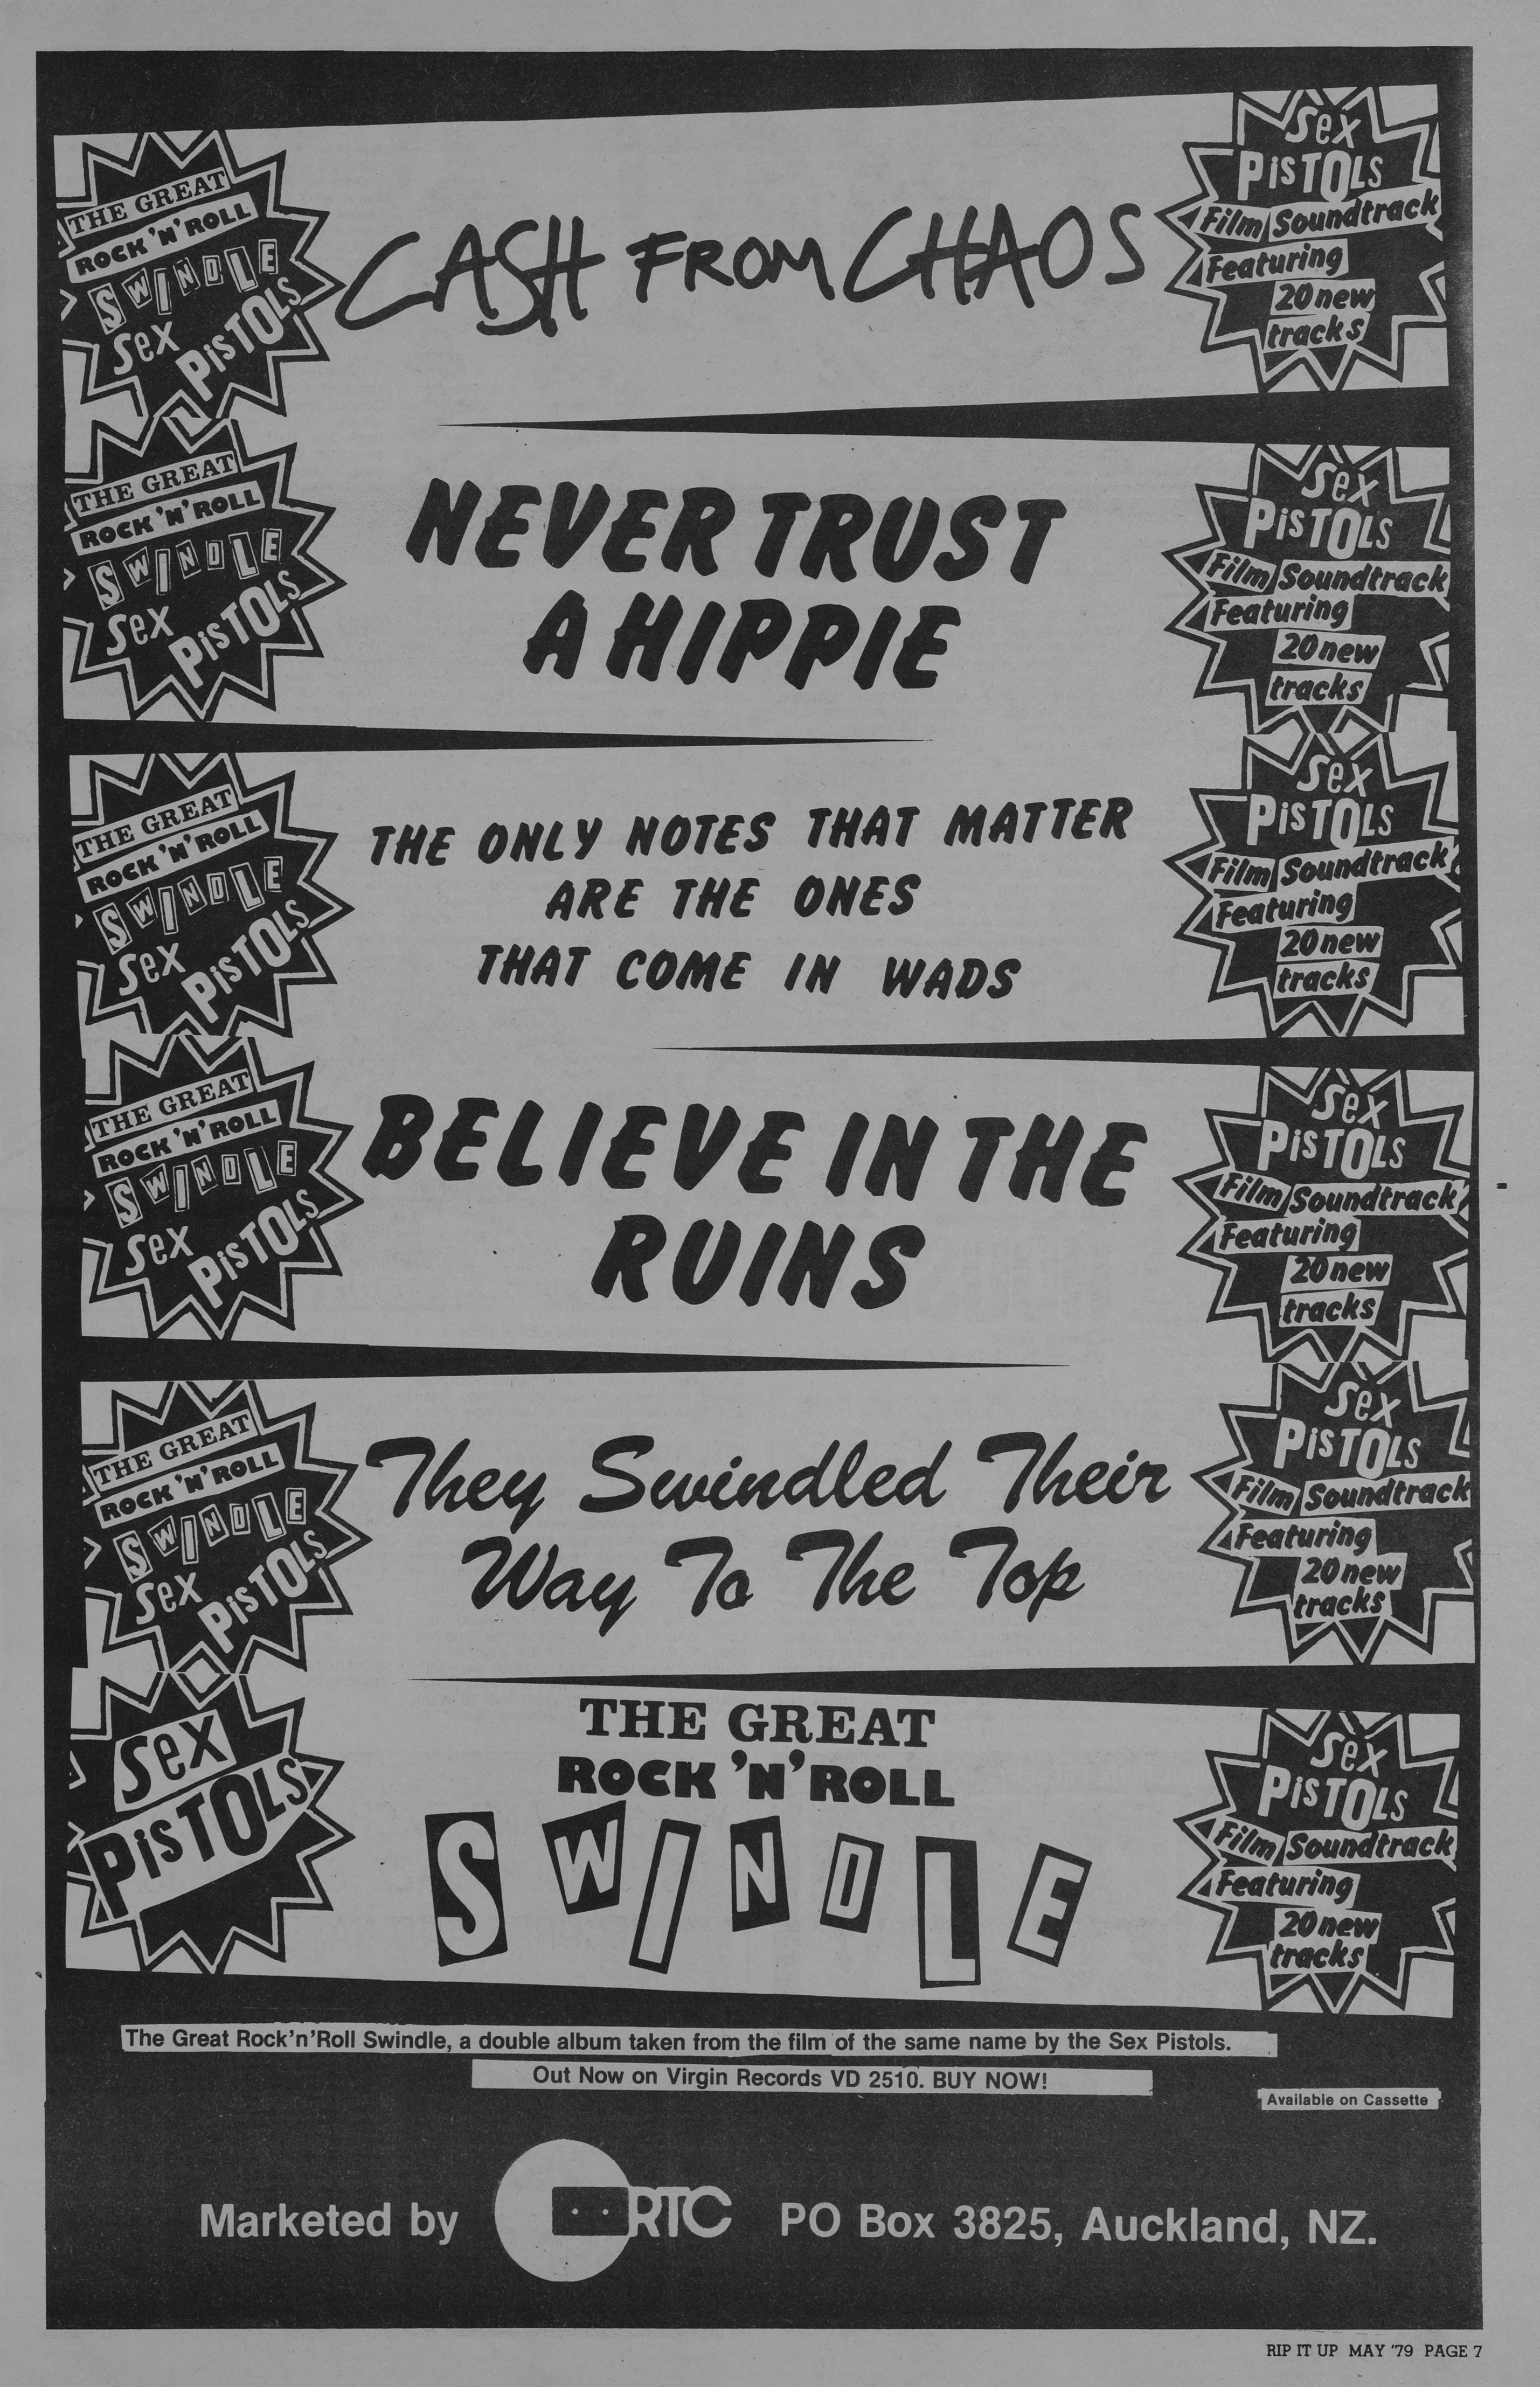 THE GREAT
ROCK 'N' ROLL
SWINDLE
Sex
PiSTOLS
CASH FROM CHAOS
Sex
PiSTOLS
Film Soundtrack
Featuring
20 new
tracks
THE GREAT
ROCK 'N' ROLL
SWINDLE
Sex
PiSTOLS
NEVER TRUST
A HIPPIE
Sex
PiSTOLS
Film Soundtrack
Featuring
20 new
tracks
THE GREAT
ROCK 'N' ROLL
SWINDLE
Sex
PiSTOLS
THE ONLY NOTES THAT MATTER
ARE THE ONES
THAT COME IN WADS
Sex
PiSTOLS
Film Soundtrack
Featuring
20 new
tracks
THE GREAT
ROCK 'N' ROLL
SWINDLE
Sex
PiSTOLS
BELIEVE IN THE
RUINS
Sex
PiSTOLS
Film Soundtrack
Featuring
20 new
tracks
THE GREAT
ROCK 'N' ROLL
SWINDLE
Sex
PiSTOLS
They Swindled Their
Way To The Top
Sex
PiSTOLS
Film Soundtrack
Featuring
20 new
tracks
Sex
PiSTOLS
THE GREAT
ROCK 'N' ROLL
SWINDLE
Sex
PiSTOLS
Film Soundtrack
Featuring
20 new
tracks
The Great Rock'n'Roll Swindle, a double album taken from the film of the same name by the Sex Pistols.
Out Now on Virgin Records VD 2510. BUY NOW!
Available on Cassette
Marketed by RTC PO Box 3825, Auckland, NZ.
RIP IT UP MAY '79 PAGE 7